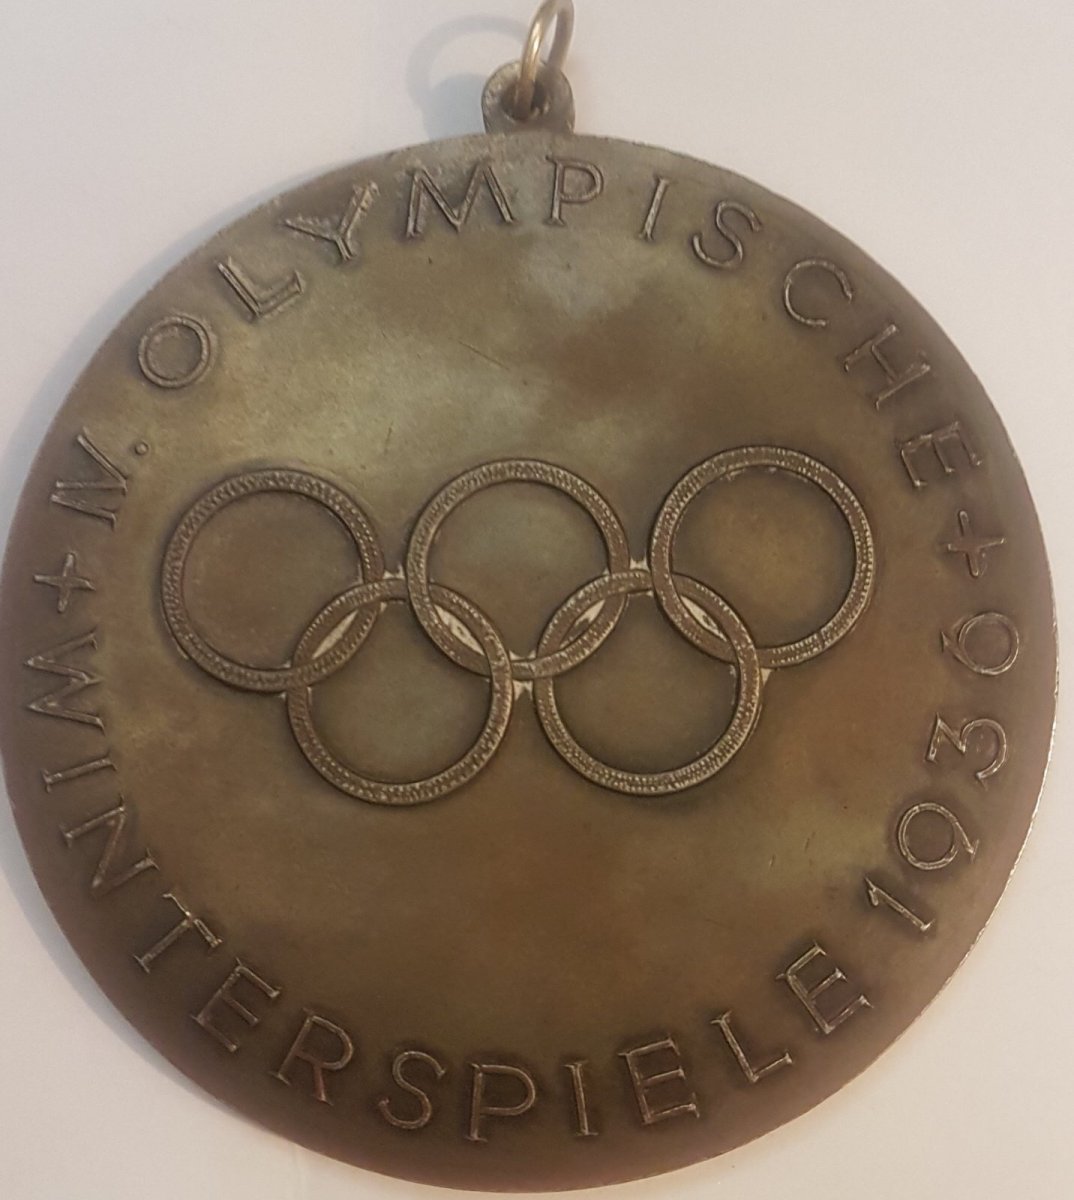 IV. OLYMPISCHE + WINTERSPIELE 1936 +